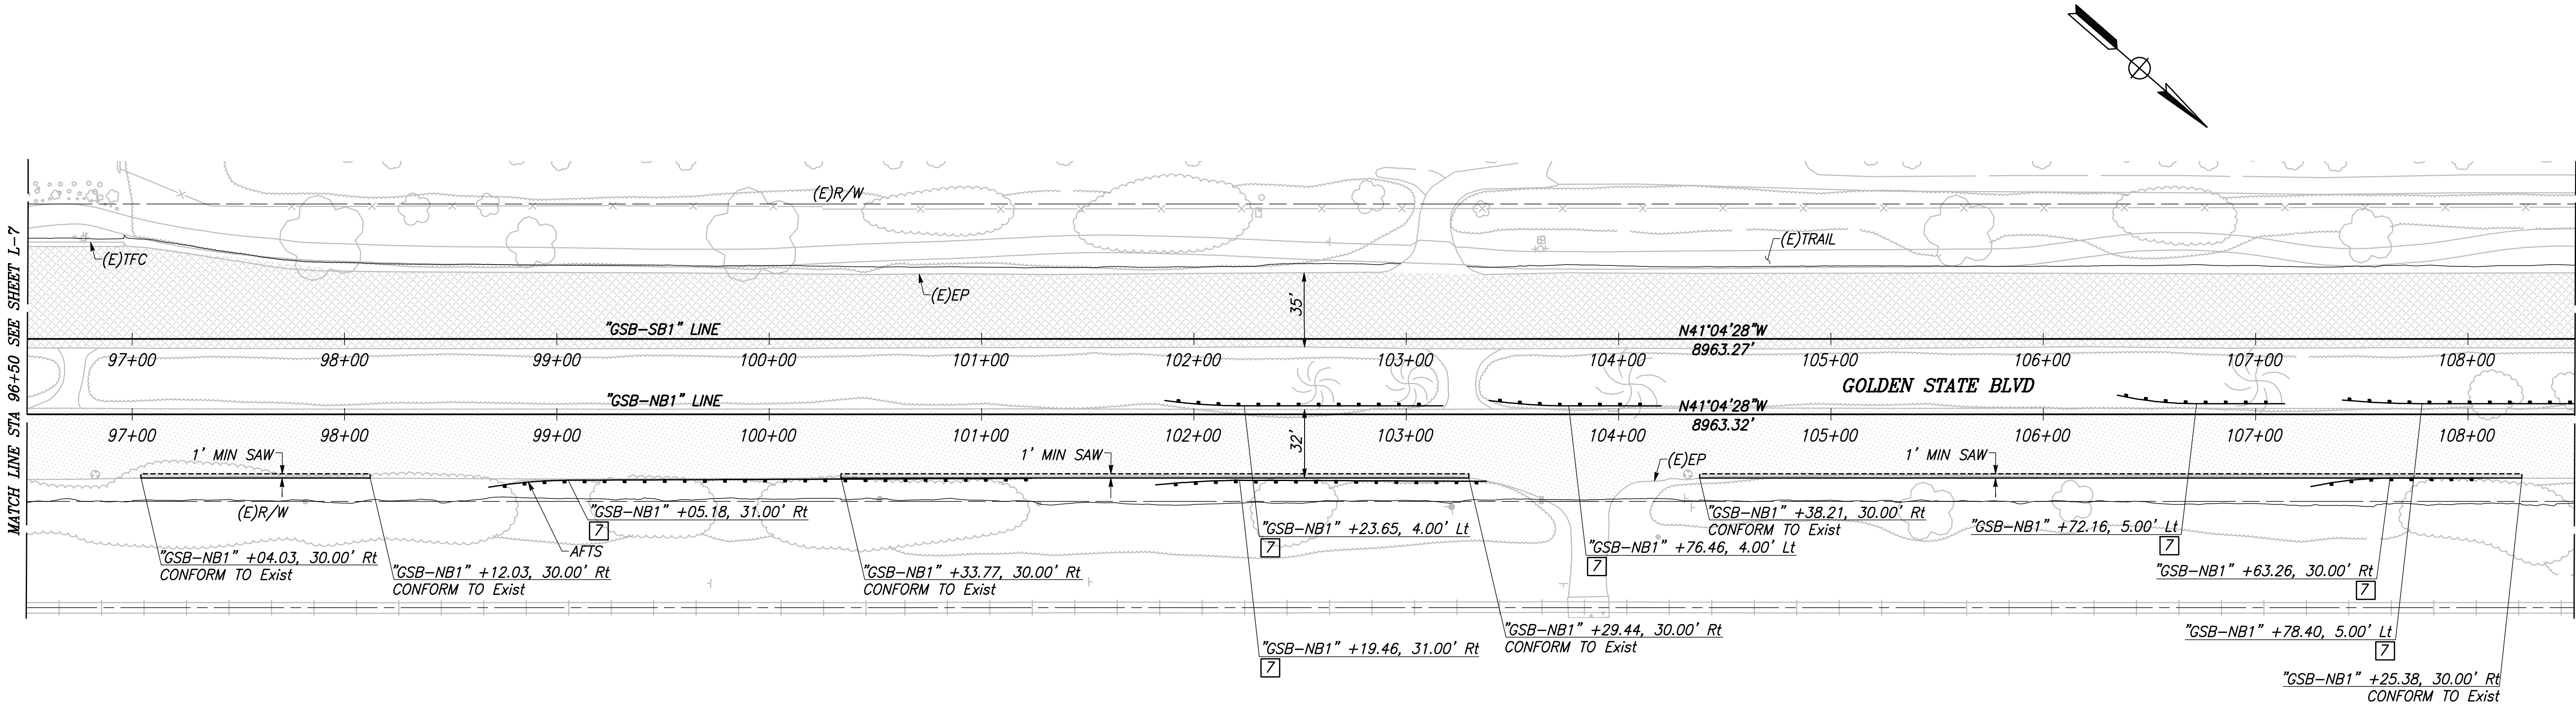 MATCH LINE STA 96+50 SEE SHEET L-7
(E)R/W
(E)TFC
(E)TRAIL
(E)EP
35'
"GSB-SB1" LINE
N41°04'28"W
8963.27'
97+00 98+00 99+00 100+00 101+00 102+00 103+00 104+00 105+00 106+00 107+00 108+00
GOLDEN STATE BLVD
"GSB-NB1" LINE
N41°04'28"W
8963.32'
97+00 98+00 99+00 100+00 101+00 102+00 103+00 104+00 105+00 106+00 107+00 108+00
32'
1' MIN SAW
1' MIN SAW
1' MIN SAW
(E)EP
(E)R/W
"GSB-NB1" +04.03, 30.00' Rt
CONFORM TO Exist
"GSB-NB1" +12.03, 30.00' Rt
CONFORM TO Exist
"GSB-NB1" +05.18, 31.00' Rt
7
AFTS
"GSB-NB1" +33.77, 30.00' Rt
CONFORM TO Exist
"GSB-NB1" +23.65, 4.00' Lt
7
"GSB-NB1" +19.46, 31.00' Rt
7
"GSB-NB1" +29.44, 30.00' Rt
CONFORM TO Exist
"GSB-NB1" +76.46, 4.00' Lt
7
"GSB-NB1" +38.21, 30.00' Rt
CONFORM TO Exist
"GSB-NB1" +72.16, 5.00' Lt
7
"GSB-NB1" +63.26, 30.00' Rt
7
"GSB-NB1" +78.40, 5.00' Lt
7
"GSB-NB1" +25.38, 30.00' Rt
CONFORM TO Exist